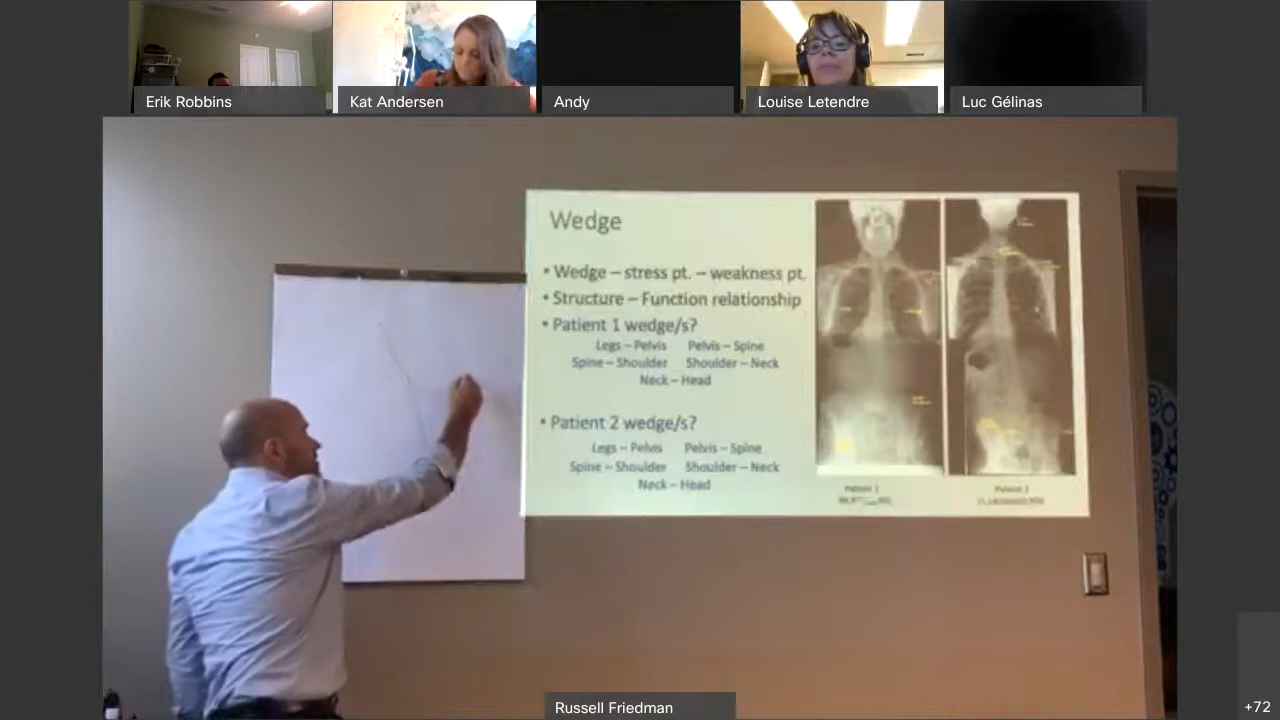 Erik Robbins
Kat Andersen
Andy
Louise Letendre
Luc Gélinas
Wedge
• Wedge – stress pt. – weakness pt.
• Structure – Function relationship
• Patient 1 wedge/s?
Legs – Pelvis Pelvis – Spine
Spine – Shoulder Shoulder – Neck
Neck – Head
• Patient 2 wedge/s?
Legs – Pelvis Pelvis – Spine
Spine – Shoulder Shoulder – Neck
Neck – Head
Patient 1
Patient 2
Russell Friedman
+72